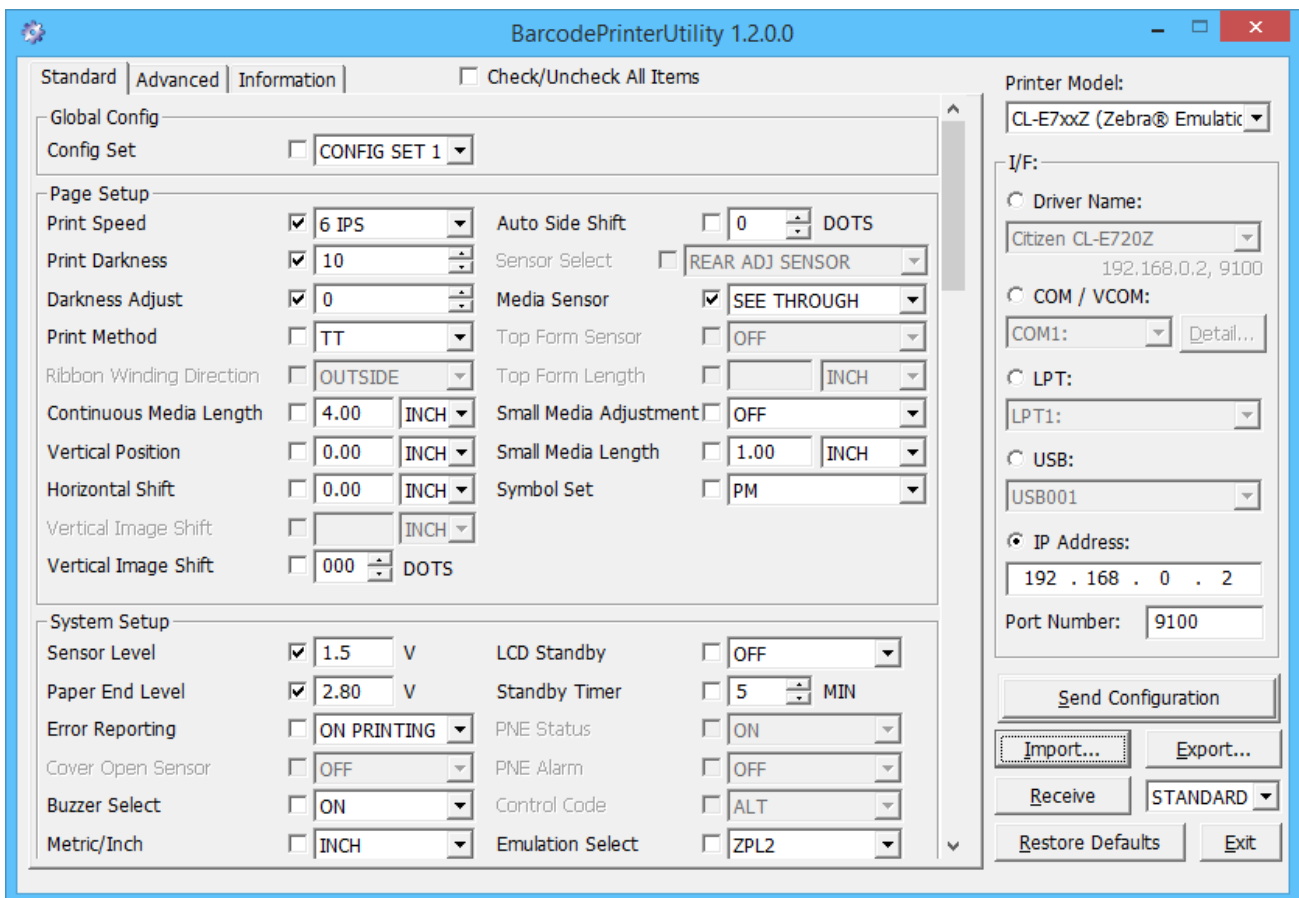 BarcodePrinterUtility 1.2.0.0
Standard Advanced Information Check/Uncheck All Items
Global Config
Config Set CONFIG SET 1
Page Setup
Print Speed 6 IPS Auto Side Shift 0 DOTS
Print Darkness 10 Sensor Select REAR ADJ SENSOR
Darkness Adjust 0 Media Sensor SEE THROUGH
Print Method TT Top Form Sensor OFF
Ribbon Winding Direction OUTSIDE Top Form Length INCH
Continuous Media Length 4.00 INCH Small Media Adjustment OFF
Vertical Position 0.00 INCH Small Media Length 1.00 INCH
Horizontal Shift 0.00 INCH Symbol Set PM
Vertical Image Shift INCH
Vertical Image Shift 000 DOTS
System Setup
Sensor Level 1.5 V LCD Standby OFF
Paper End Level 2.80 V Standby Timer 5 MIN
Error Reporting ON PRINTING PNE Status ON
Cover Open Sensor OFF PNE Alarm OFF
Buzzer Select ON Control Code ALT
Metric/Inch INCH Emulation Select ZPL2
Printer Model:
CL-E7xxZ (Zebra® Emulatic
I/F:
Driver Name:
Citizen CL-E720Z
192.168.0.2, 9100
COM / VCOM:
COM1: Detail...
LPT:
LPT1:
USB:
USB001
IP Address:
192 . 168 . 0 . 2
Port Number: 9100
Send Configuration
Import... Export...
Receive STANDARD
Restore Defaults Exit